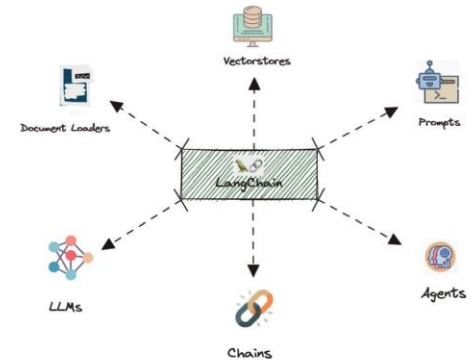 Vectorstores
Document Loaders
Prompts
LangChain
LLMs
Agents
Chains